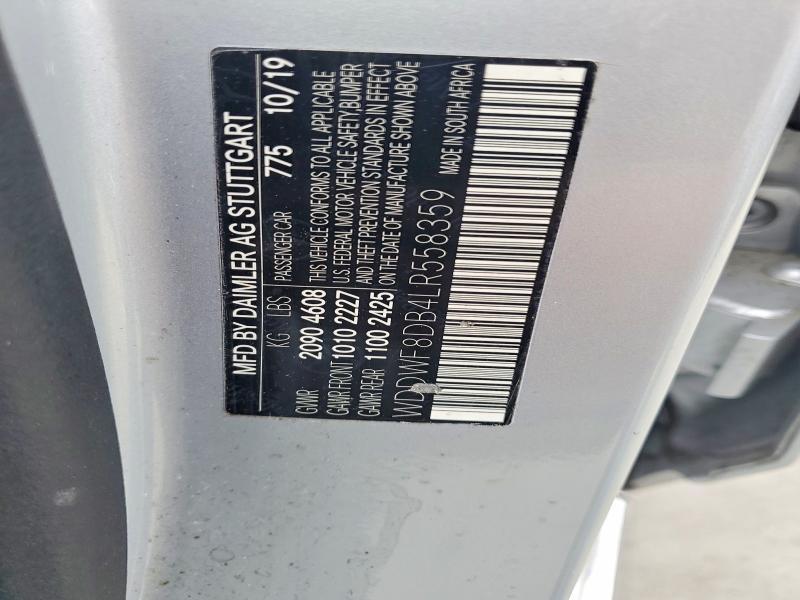 MFD BY DAIMLER AG STUTTGART
775 10/19
KG LBS PASSENGER CAR
GVWR 2090 4608 THIS VEHICLE CONFORMS TO ALL APPLICABLE
GAWR FRONT 1010 2227 U.S. FEDERAL MOTOR VEHICLE SAFETY BUMPER
GAWR REAR 1100 2425 AND THEFT PREVENTION STANDARDS IN EFFECT
ON THE DATE OF MANUFACTURE SHOWN ABOVE
WDDWF8DB4LR558359 MADE IN SOUTH AFRICA